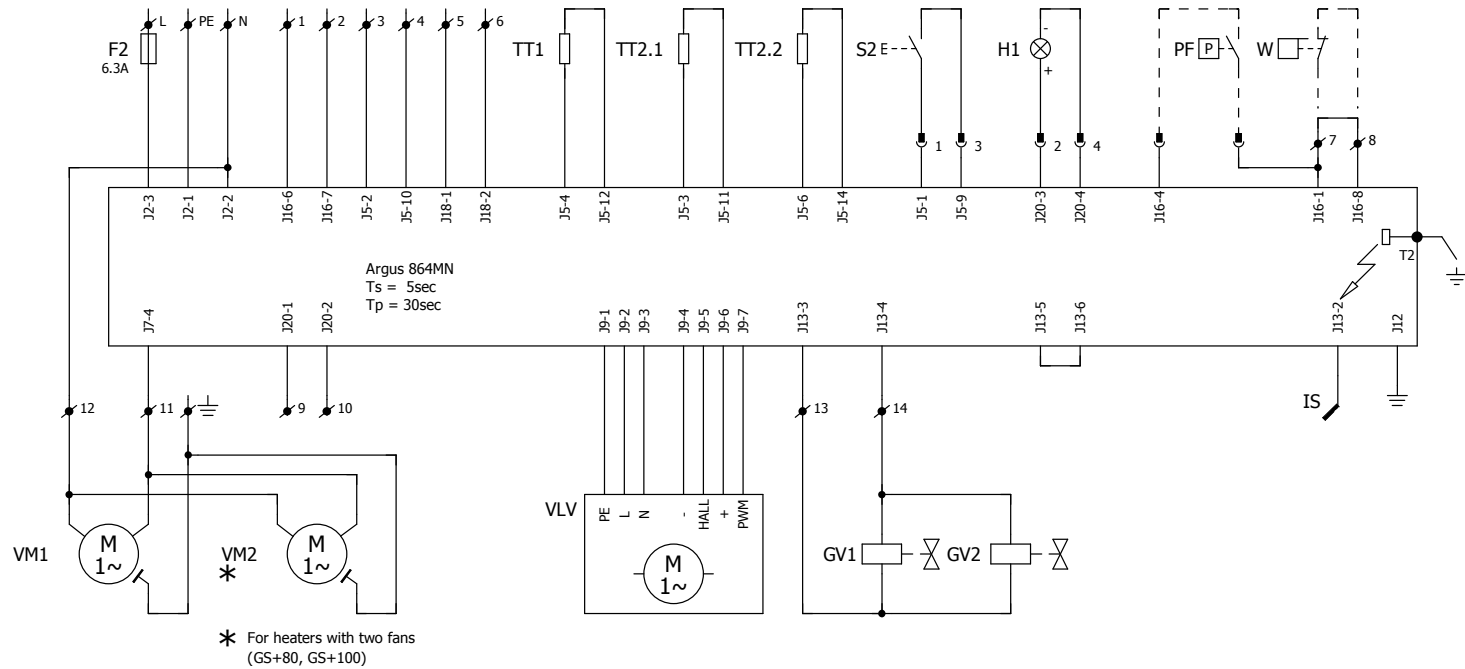 L PE N 1 2 3 4 5 6
F2
6.3A
TT1 TT2.1 TT2.2 S2 E H1 - + PF P W
1 3 2 4 7 8
J2-3 J2-1 J2-2 J16-6 J16-7 J5-2 J5-10 J18-1 J18-2 J5-4 J5-12 J5-3 J5-11 J5-6 J5-14 J5-1 J5-9 J20-3 J20-4 J16-4 J16-1 J16-8
T2
Argus 864MN
Ts = 5sec
Tp = 30sec
J7-4 J20-1 J20-2 J9-1 J9-2 J9-3 J9-4 J9-5 J9-6 J9-7 J13-3 J13-4 J13-5 J13-6 J13-2 J12
12 11 9 10 13 14 IS
VLV PE L N - HALL + PWM
VM1 M 1~ VM2 M 1~ M 1~ GV1 GV2
* For heaters with two fans
(GS+80, GS+100)